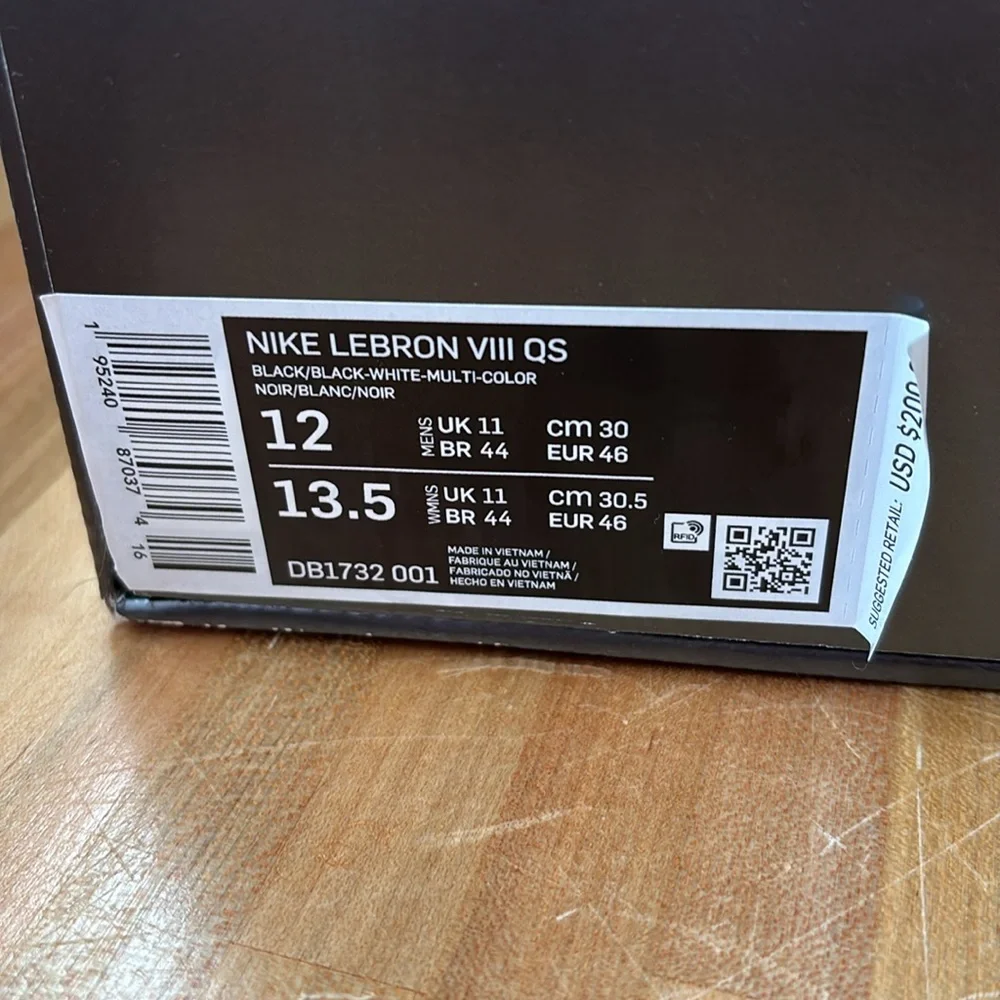 NIKE LEBRON VIII QS
BLACK/BLACK-WHITE-MULTI-COLOR
NOIR/BLANC/NOIR
12 MENS UK 11 cm 30
BR 44 EUR 46
13.5 WMNS UK 11 cm 30.5
BR 44 EUR 46
DB1732 001
MADE IN VIETNAM /
FABRIQUE AU VIETNAM /
FABRICADO NO VIETNÃ /
HECHO EN VIETNAM
RFID
1 95240 87037 4 16
SUGGESTED RETAIL: USD $200